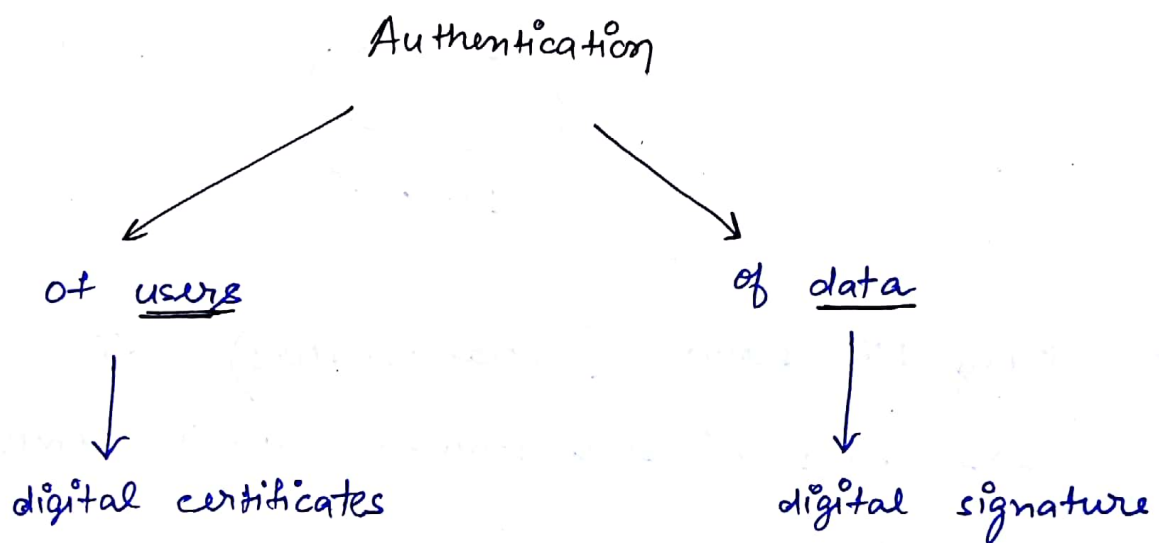 Authentication
of users
of data
digital certificates
digital signature